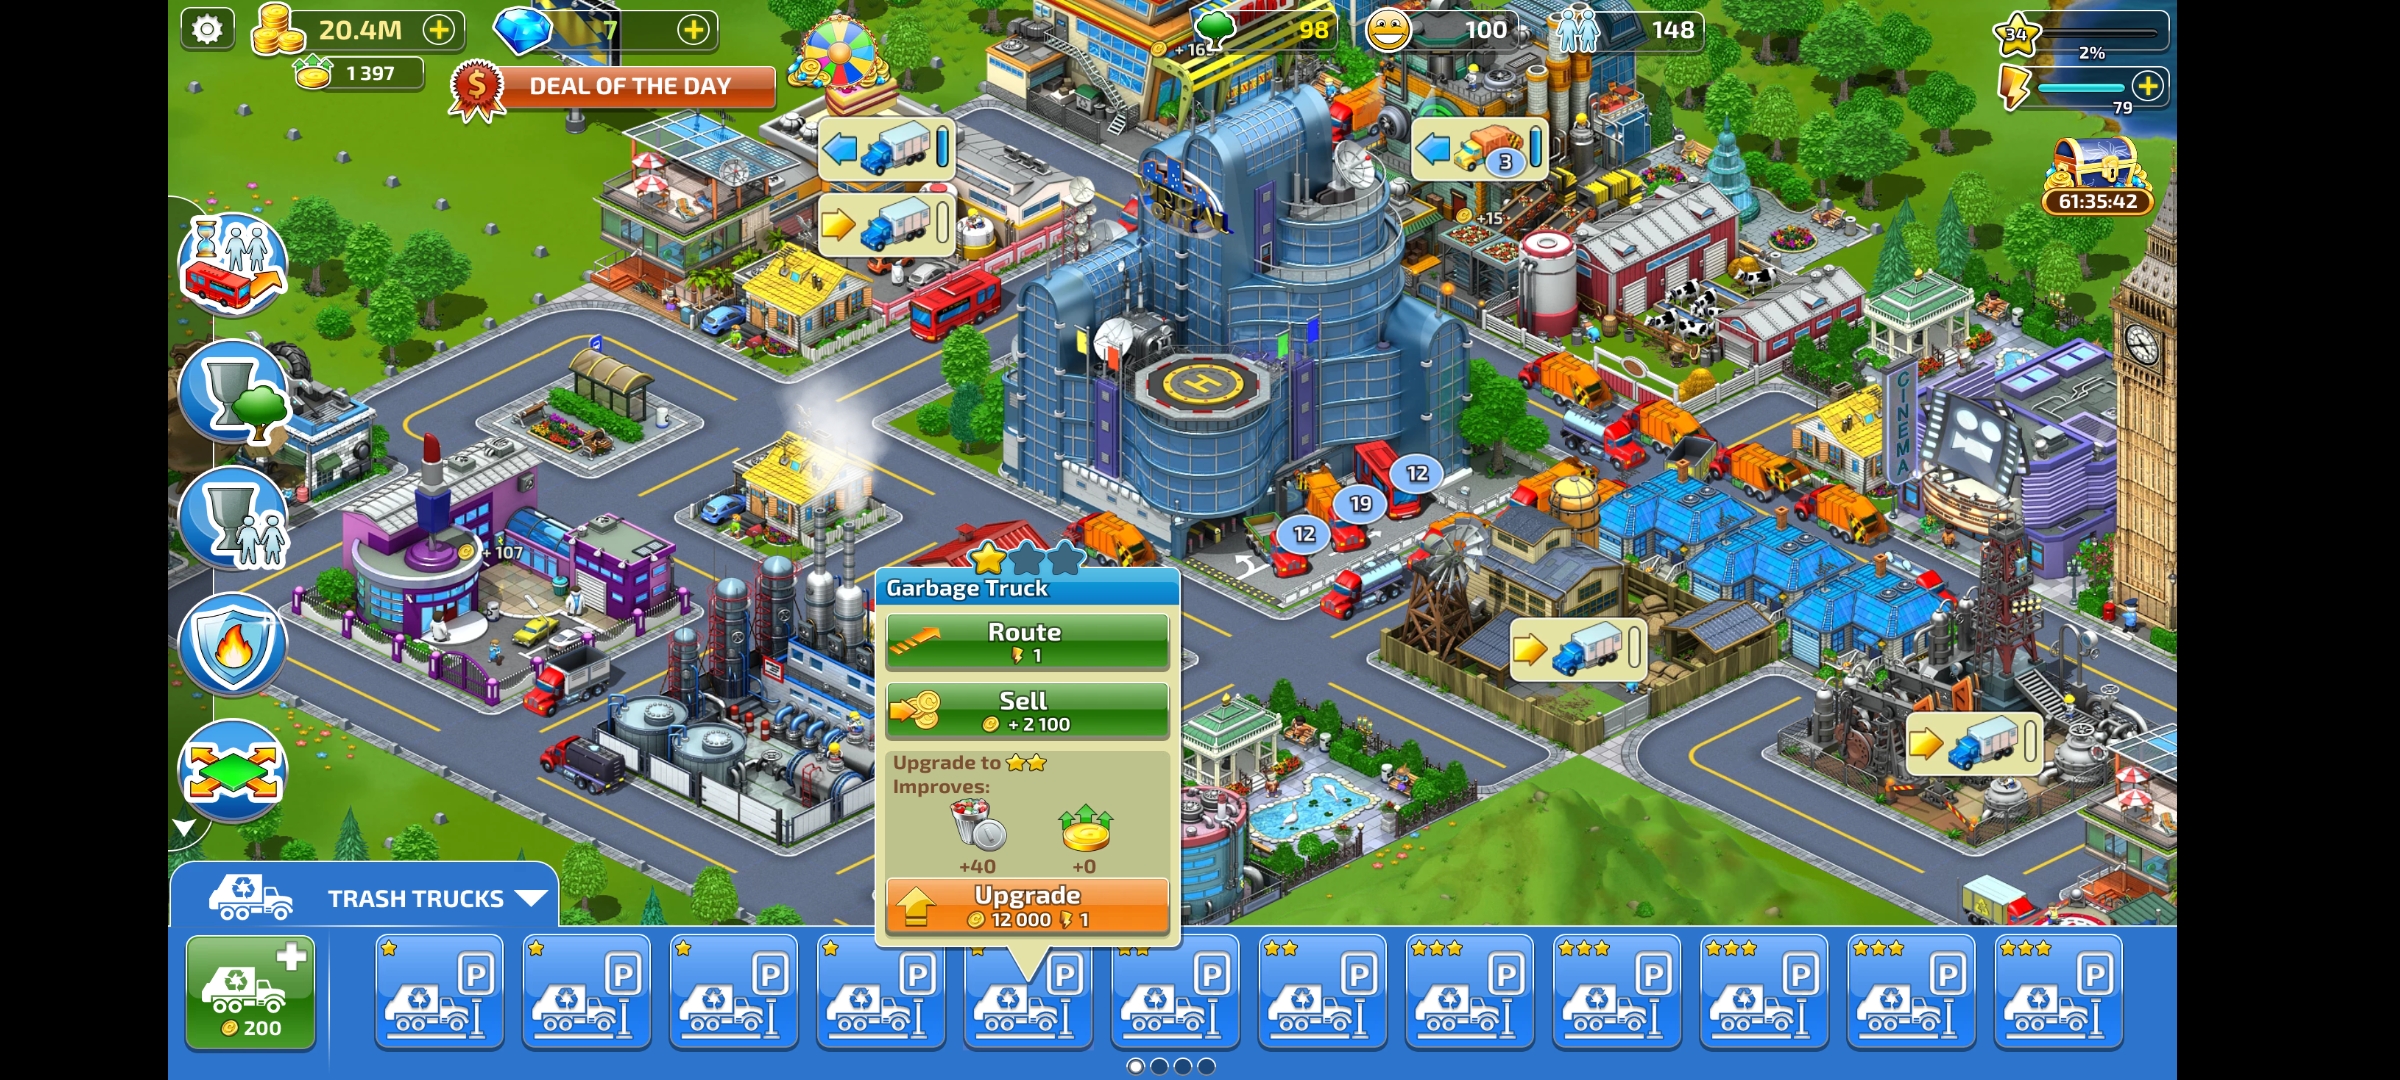 20.4M
7
98
100
148
34
2%
1 397
DEAL OF THE DAY
79
+ 16
3
61:35:42
+15
H
CINEMA
12
19
12
+ 107
Garbage Truck
Route
1
Sell
+ 2 100
Upgrade to
Improves:
+40
+0
Upgrade
12 000 1
TRASH TRUCKS
200
P
P
P
P
P
P
P
P
P
P
P
P